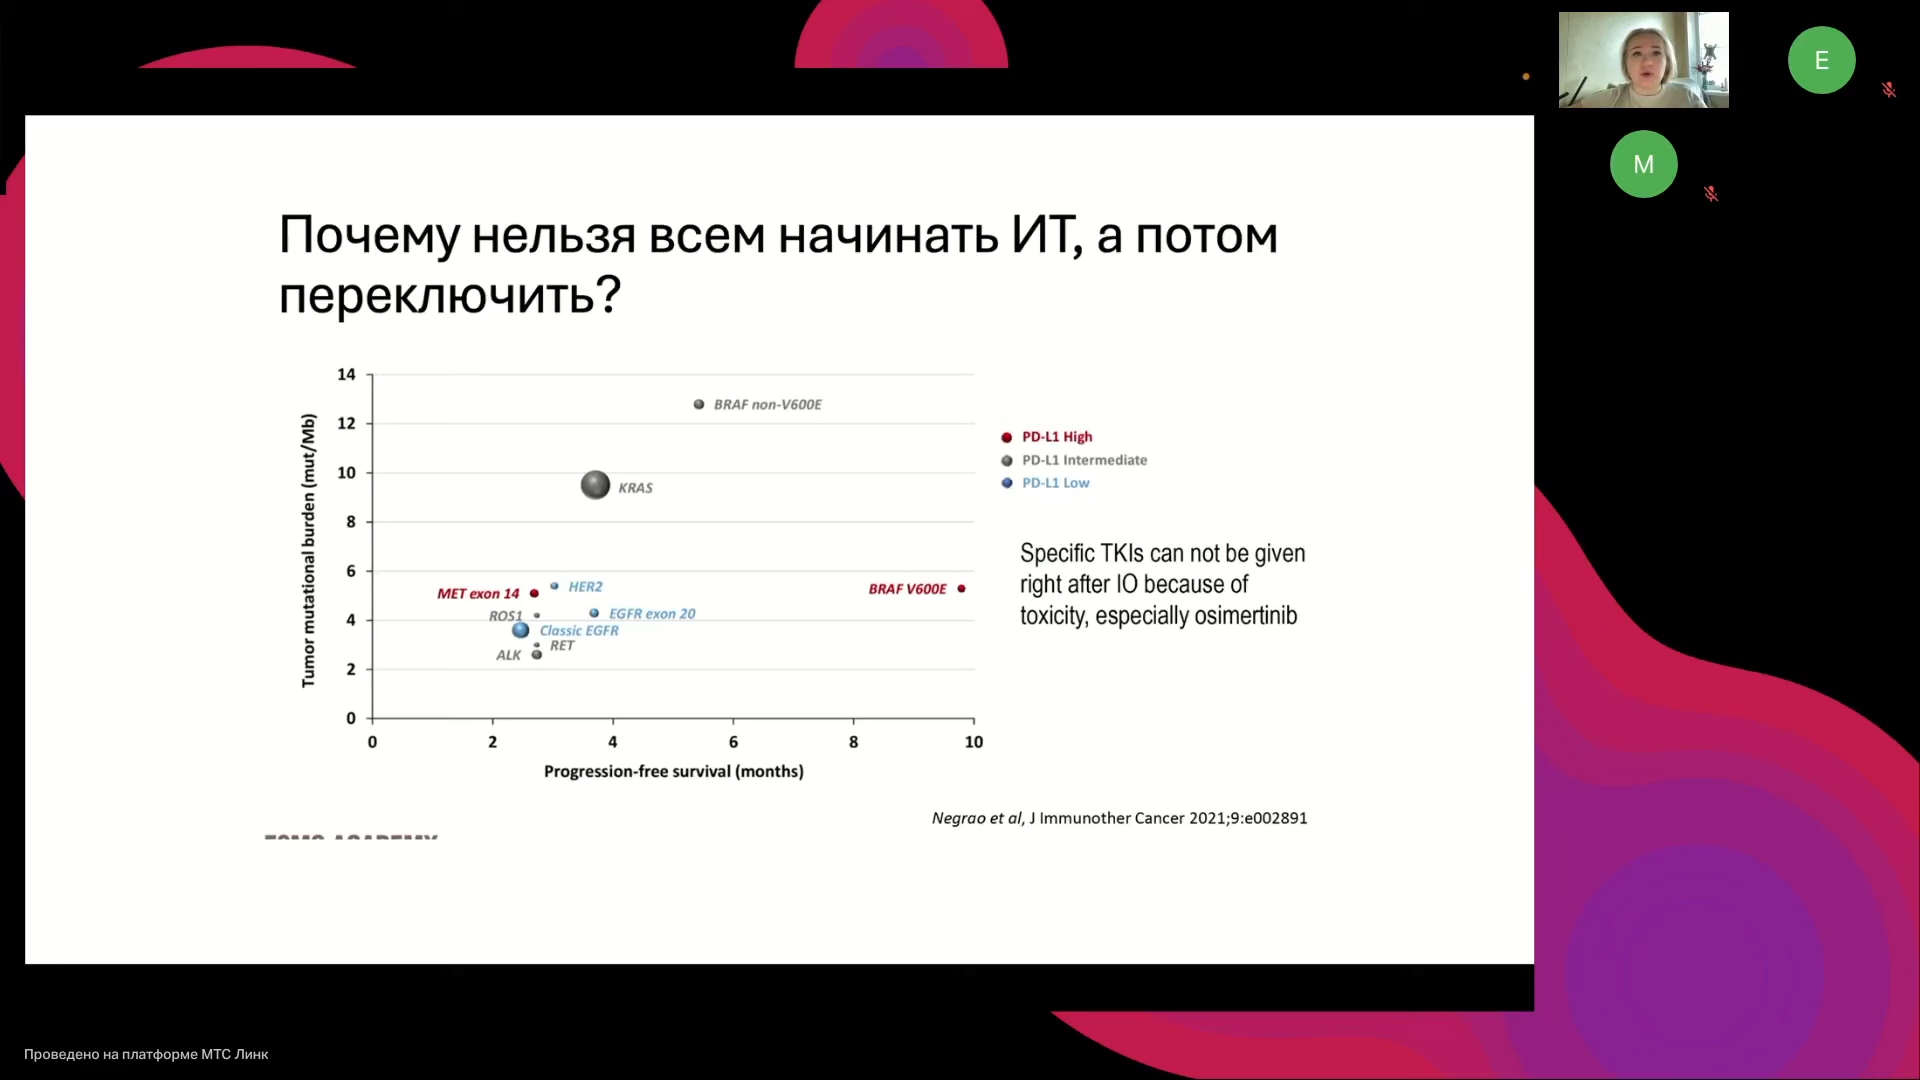 E
M
Почему нельзя всем начинать ИТ, а потом
переключить?
Tumor mutational burden (mut/Mb)
14
12
10
8
6
4
2
0
BRAF non-V600E
KRAS
MET exon 14
HER2
BRAF V600E
ROS1
EGFR exon 20
Classic EGFR
RET
ALK
0
2
4
6
8
10
Progression-free survival (months)
PD-L1 High
PD-L1 Intermediate
PD-L1 Low
Specific TKIs can not be given
right after IO because of
toxicity, especially osimertinib
Negrao et al, J Immunother Cancer 2021;9:e002891
Проведено на платформе МТС Линк